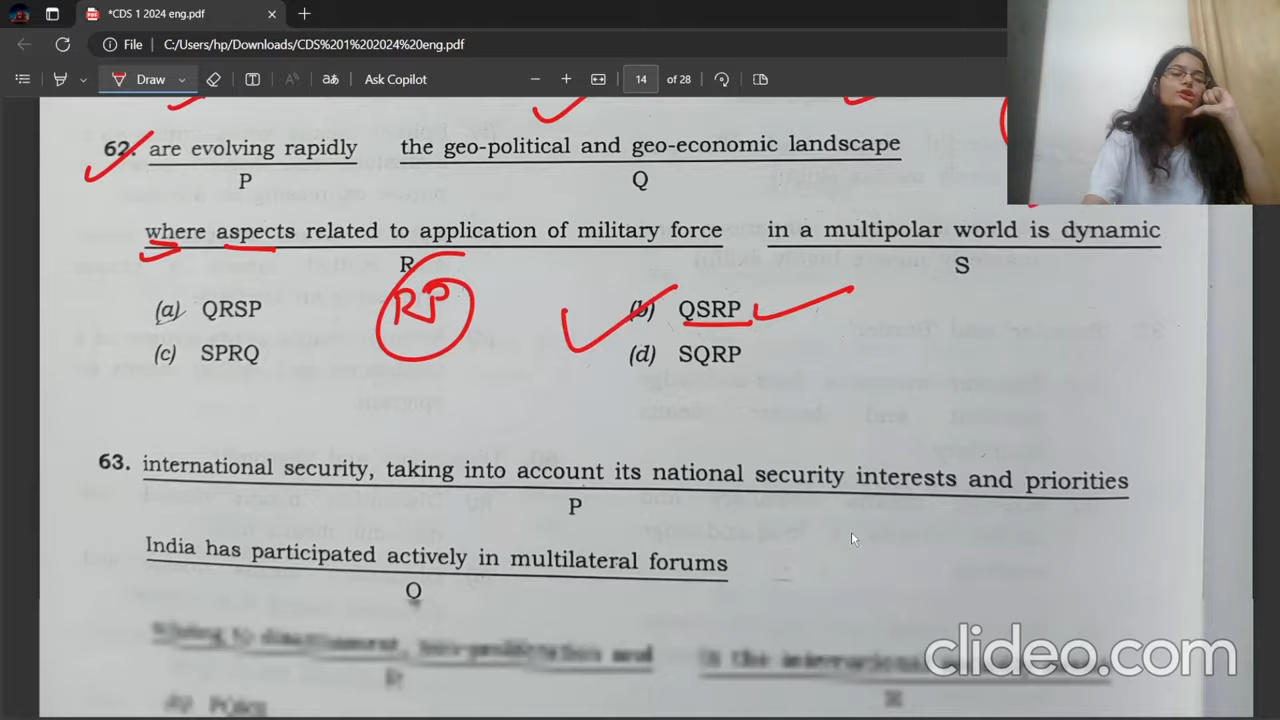 *CDS 1 2024 eng.pdf
File C:/Users/hp/Downloads/CDS%201%202024%20eng.pdf
Draw Ask Copilot 14 of 28
62. are evolving rapidly the geo-political and geo-economic landscape
P Q
where aspects related to application of military force in a multipolar world is dynamic
R S
RP
(a) QRSP (b) QSRP
(c) SPRQ (d) SQRP
63. international security, taking into account its national security interests and priorities
P
India has participated actively in multilateral forums
Q
clideo.com